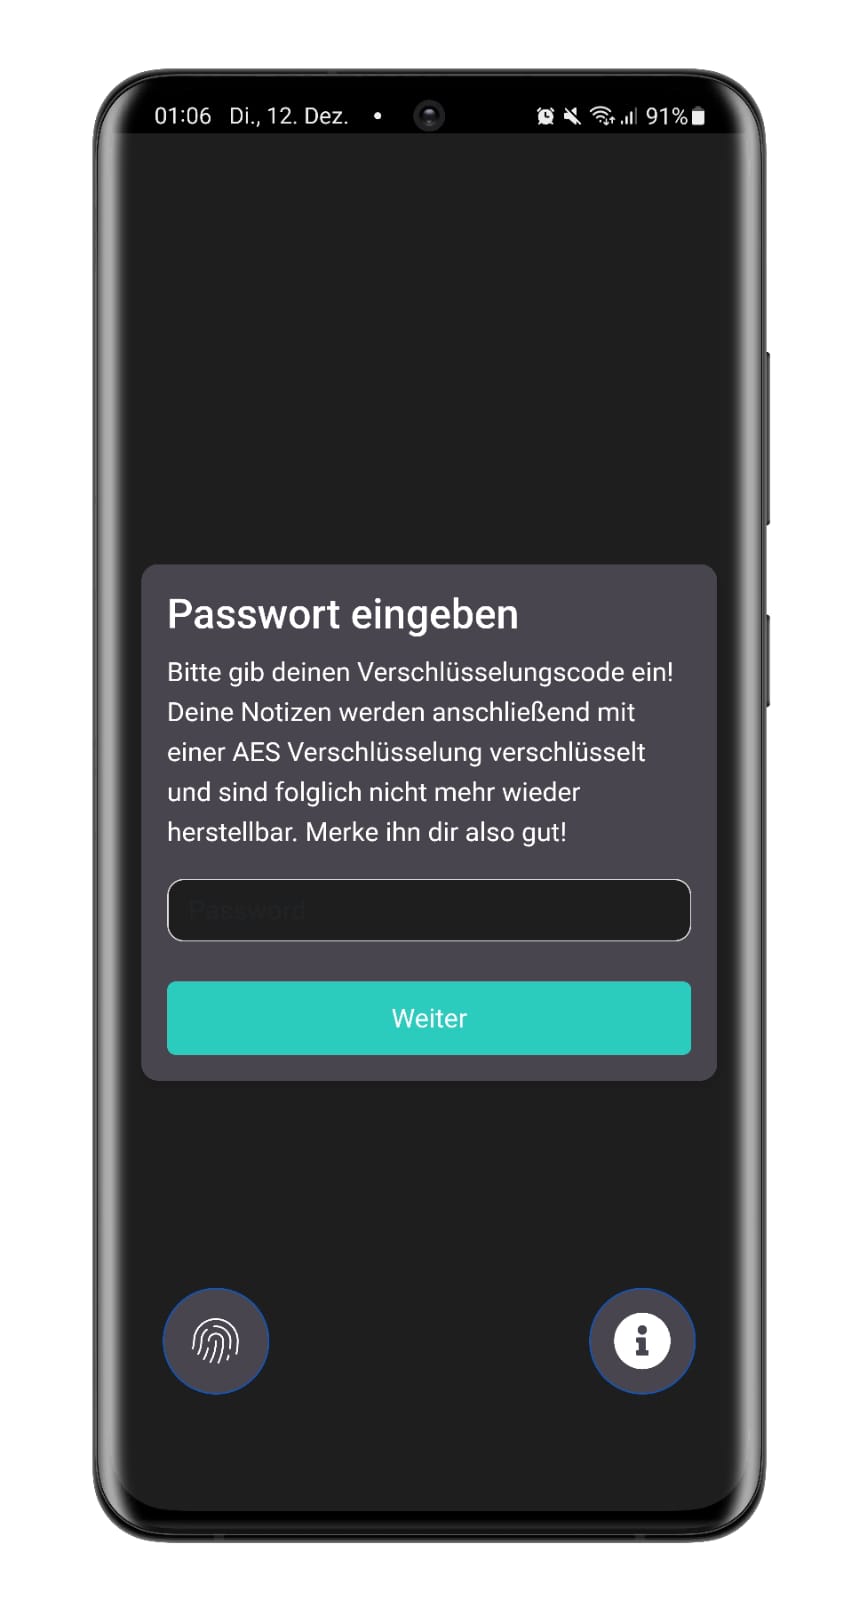 01:06 Di., 12. Dez. • 91%
Passwort eingeben
Bitte gib deinen Verschlüsselungscode ein!
Deine Notizen werden anschließend mit
einer AES Verschlüsselung verschlüsselt
und sind folglich nicht mehr wieder
herstellbar. Merke ihn dir also gut!
Password
Weiter